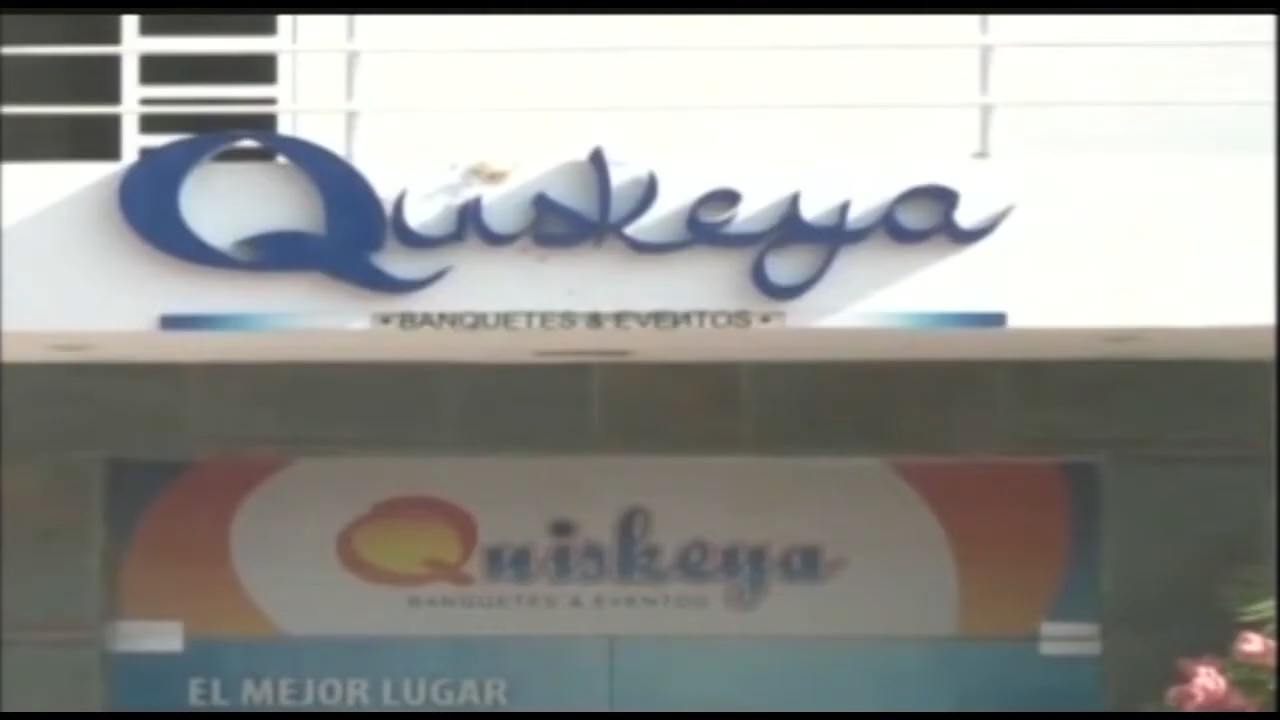 Quiskeya
• BANQUETES & EVENTOS •
Quiskeya
BANQUETES & EVENTOS
EL MEJOR LUGAR